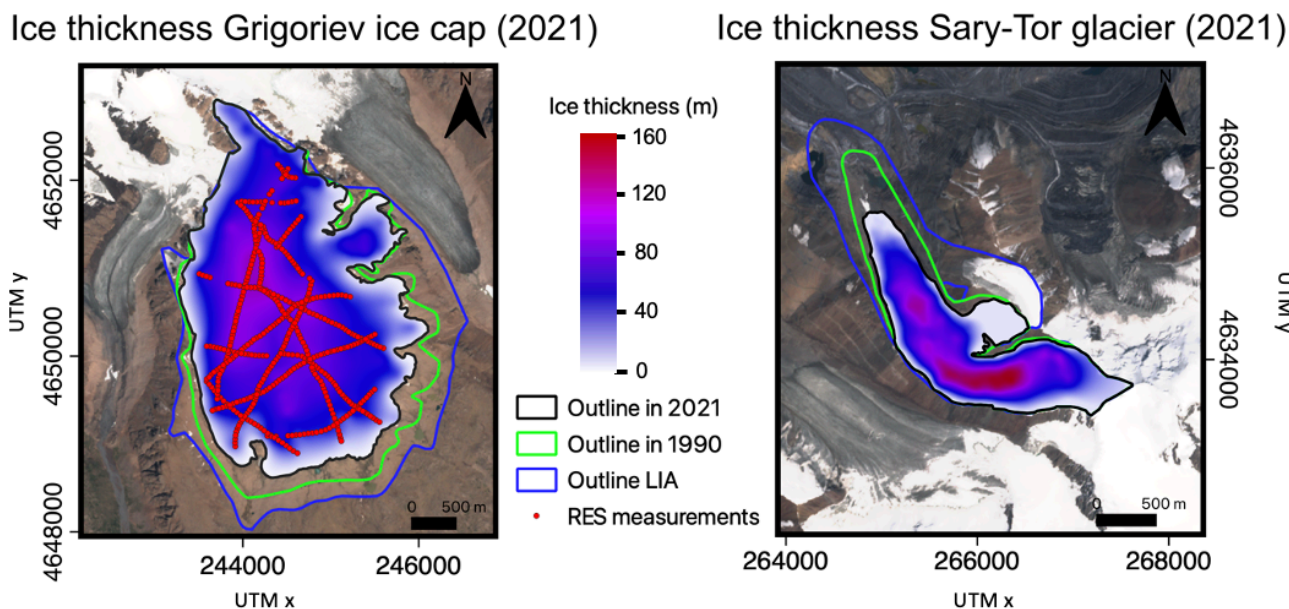 Ice thickness Grigoriev ice cap (2021)
Ice thickness Sary-Tor glacier (2021)
N
4652000
4650000
4648000
UTM y
0 500 m
244000 246000
UTM x
Ice thickness (m)
160
120
80
40
0
Outline in 2021
Outline in 1990
Outline LIA
RES measurements
N
4636000
4634000
UTM y
0 500 m
264000 266000 268000
UTM x